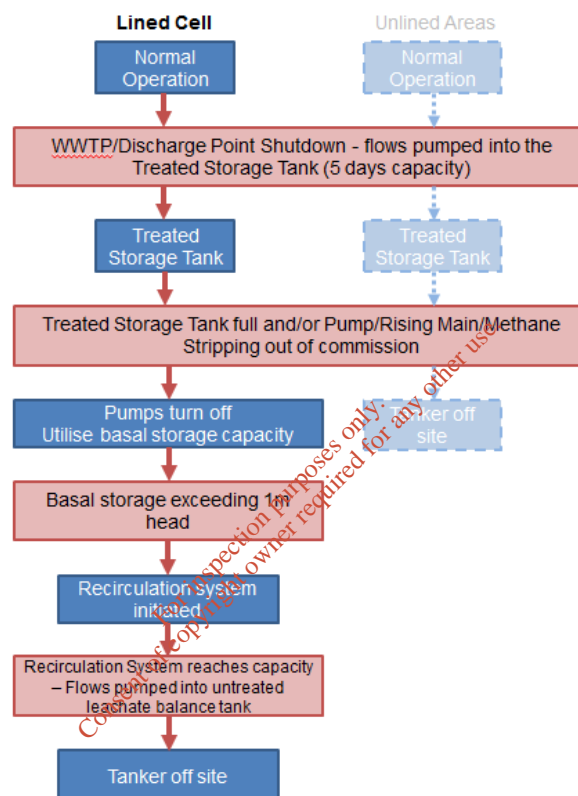 Lined Cell
Unlined Areas
Normal
Operation
Normal
Operation
WWTP/Discharge Point Shutdown - flows pumped into the
Treated Storage Tank (5 days capacity)
Treated
Storage Tank
Treated
Storage Tank
Treated Storage Tank full and/or Pump/Rising Main/Methane
Stripping out of commission
Pumps turn off
Utilise basal storage capacity
Tanker off
site
Basal storage exceeding 1m
head
Recirculation system
initiated
Recirculation System reaches capacity
– Flows pumped into untreated
leachate balance tank
Tanker off site
For inspection purposes only.
Consent of copyright owner required for any other use.